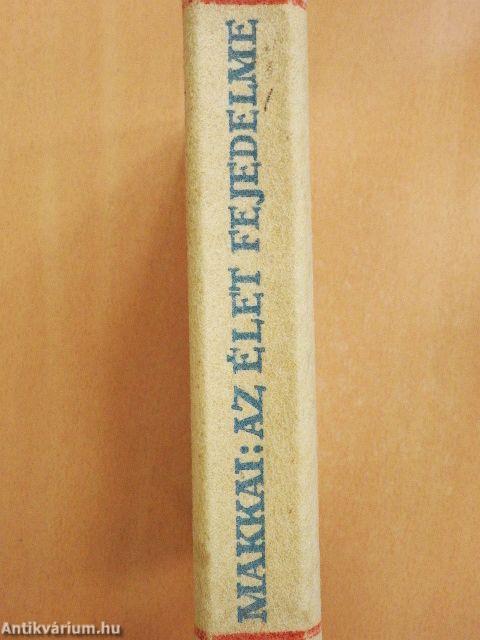 MAKKAI: AZ ÉLET FEJEDELME
Antikvárium.hu